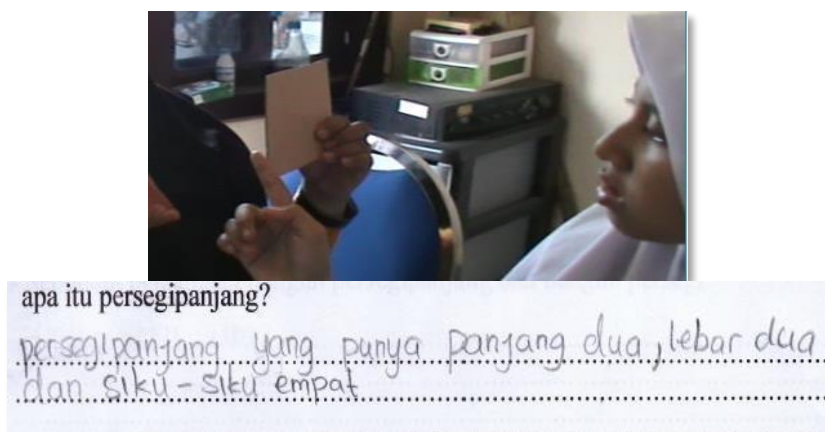 apa itu persegipanjang?
persegipanjang yang punya panjang dua, lebar dua
dan siku-siku empat